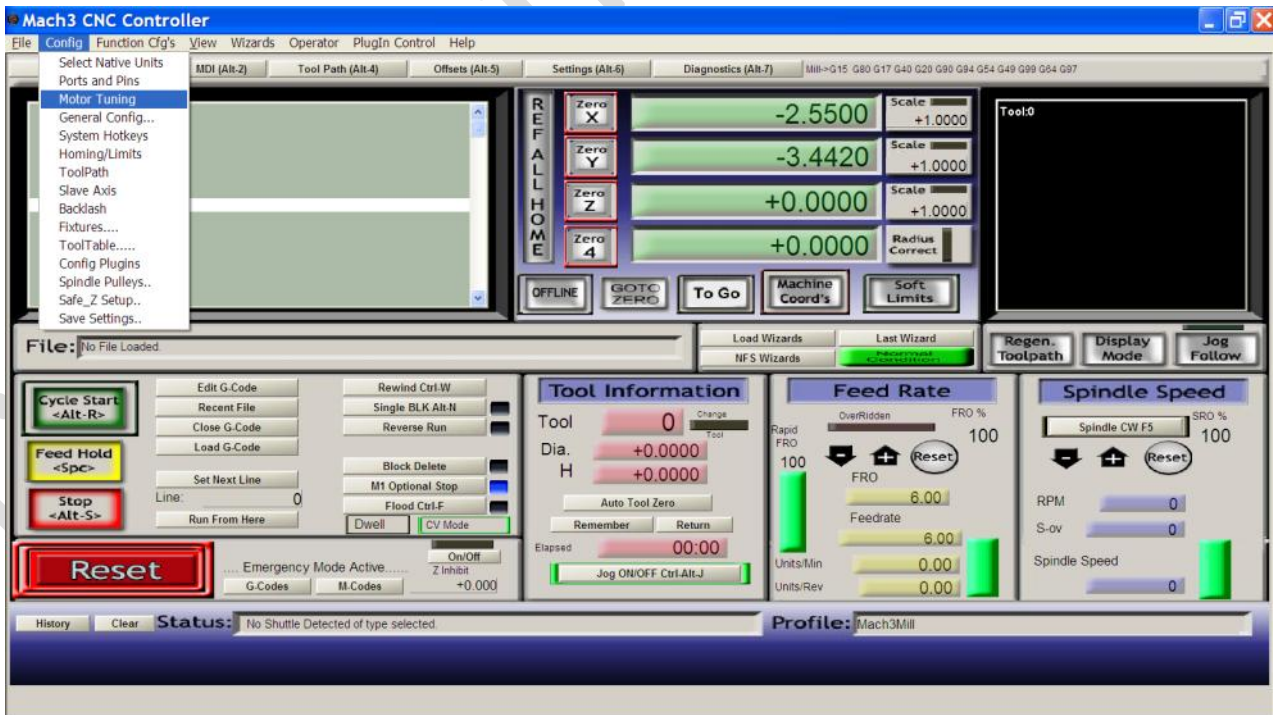 Mach3 CNC Controller
File Config Function Cfg's View Wizards Operator PlugIn Control Help
Select Native Units
Ports and Pins
Motor Tuning
General Config...
System Hotkeys
Homing/Limits
ToolPath
Slave Axis
Backlash
Fixtures....
ToolTable.....
Config Plugins
Spindle Pulleys..
Safe_Z Setup..
Save Settings..
MDI (Alt-2) Tool Path (Alt-4) Offsets (Alt-5) Settings (Alt-6) Diagnostics (Alt-7) Mill->G15 G80 G17 G40 G20 G90 G94 G54 G49 G99 G64 G97
REF ALL HOME
Zero X -2.5500 Scale +1.0000
Zero Y -3.4420 Scale +1.0000
Zero Z +0.0000 Scale +1.0000
Zero 4 +0.0000 Radius Correct
OFFLINE GOTO ZERO To Go Machine Coord's Soft Limits
Tool:0
File: No File Loaded.
Load Wizards Last Wizard
NFS Wizards Normal Condition
Regen. Toolpath Display Mode Jog Follow
Cycle Start <Alt-R>
Feed Hold <Spc>
Stop <Alt-S>
Edit G-Code
Recent File
Close G-Code
Load G-Code
Set Next Line
Line: 0
Run From Here
Rewind Ctrl-W
Single BLK Alt-N
Reverse Run
Block Delete
M1 Optional Stop
Flood Ctrl-F
Dwell CV Mode
Reset
.... Emergency Mode Active......
G-Codes M-Codes
On/Off
Z Inhibit
+0.000
Tool Information
Tool 0 Change Tool
Dia. +0.0000
H +0.0000
Auto Tool Zero
Remember Return
Elapsed 00:00
Jog ON/OFF Ctrl-Alt-J
Feed Rate
OverRidden FRO %
100
Rapid FRO
100
Reset
FRO
6.00
Feedrate
6.00
Units/Min 0.00
Units/Rev 0.00
Spindle Speed
Spindle CW F5
SRO %
100
Reset
RPM 0
S-ov 0
Spindle Speed
0
History Clear Status: No Shuttle Detected of type selected. Profile: Mach3Mill